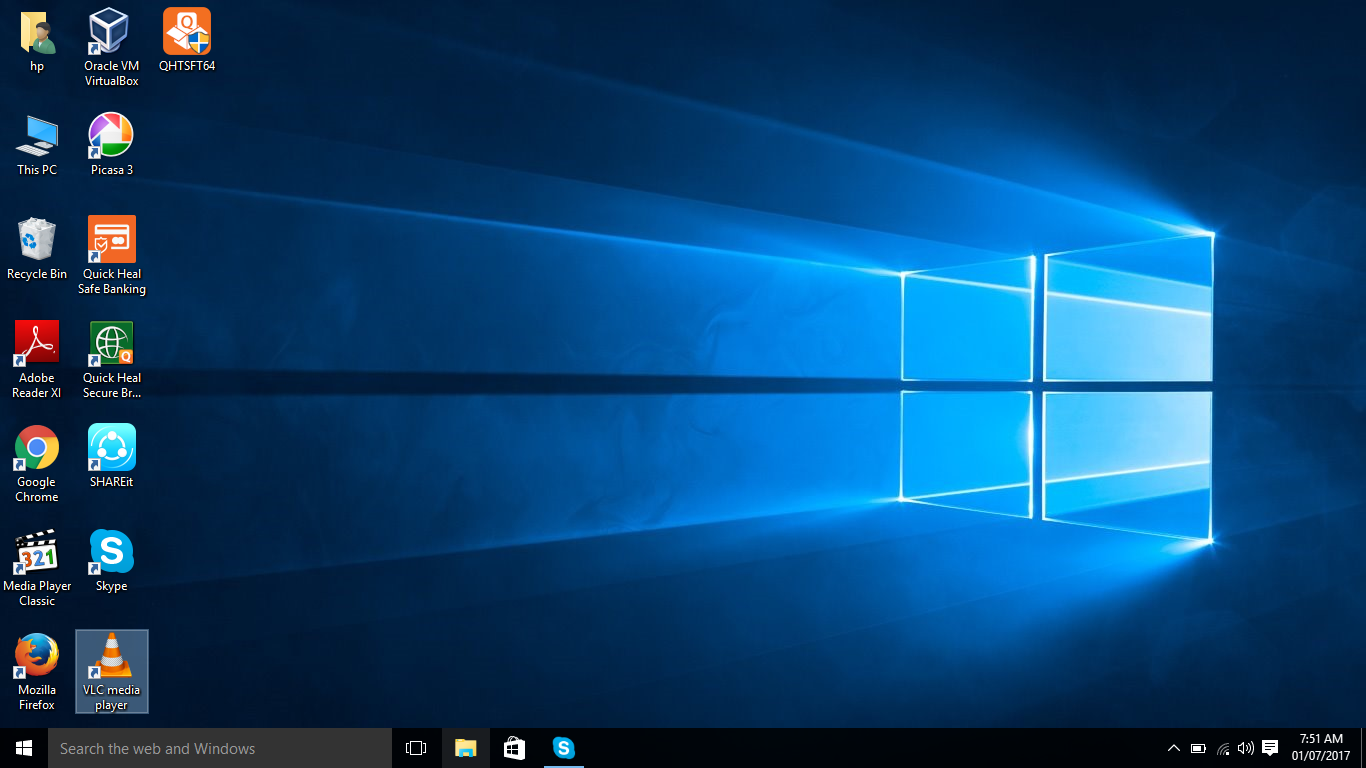 hp
Oracle VM
VirtualBox
QHTSFT64
This PC
Picasa 3
Recycle Bin
Quick Heal
Safe Banking
Adobe
Reader XI
Quick Heal
Secure Br...
Google
Chrome
SHAREit
Media Player
Classic
321
Skype
Mozilla
Firefox
VLC media
player
Search the web and Windows
7:51 AM
01/07/2017